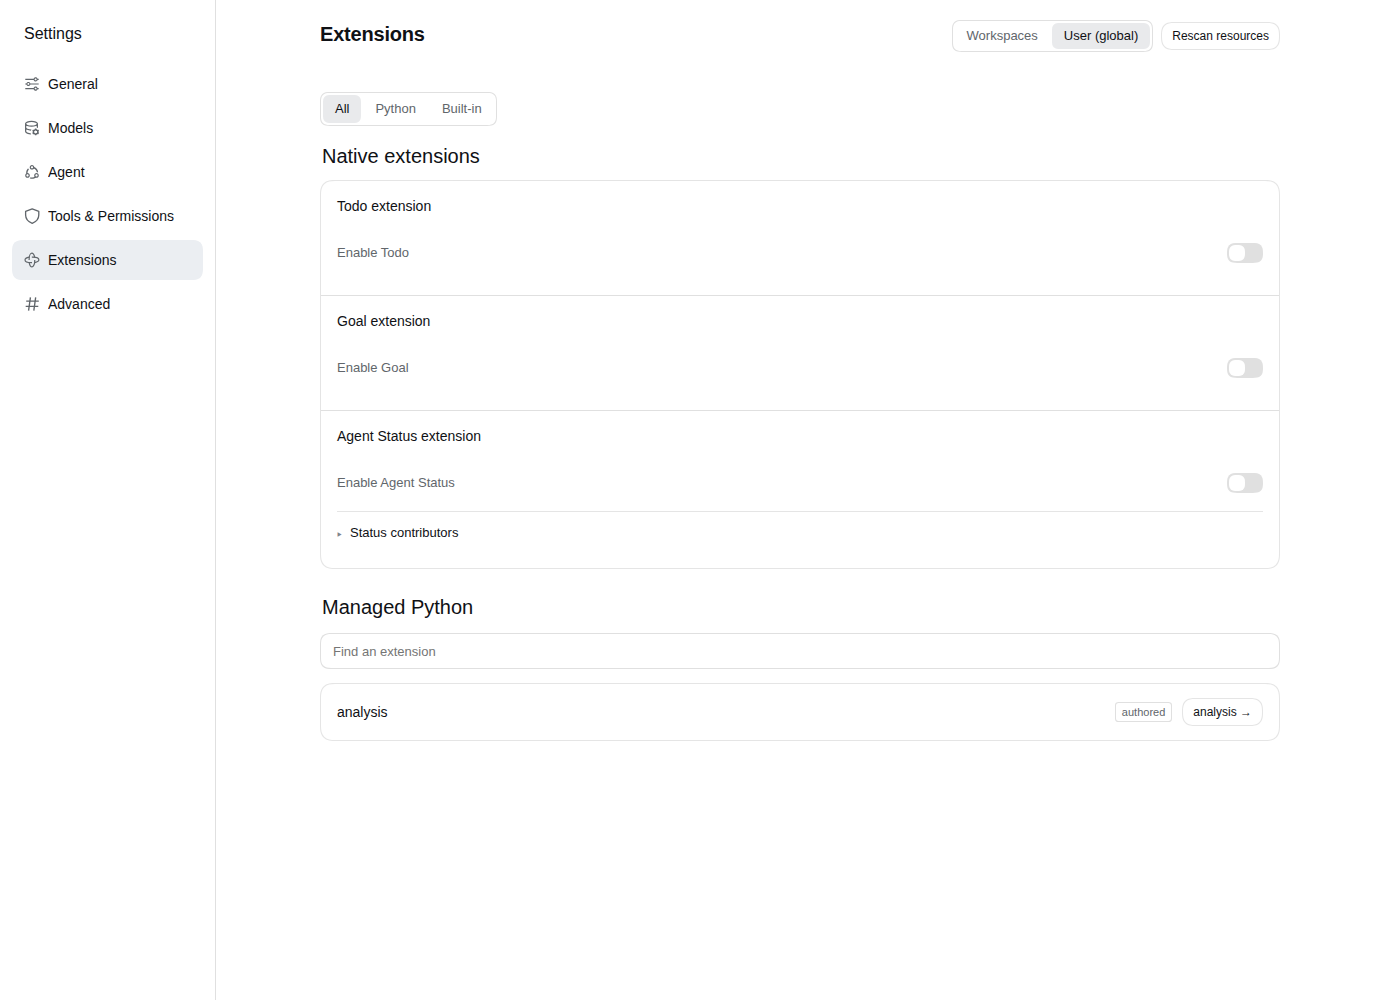 Settings
General
Models
Agent
Tools & Permissions
Extensions
Advanced
Extensions
Workspaces
User (global)
Rescan resources
All
Python
Built-in
Native extensions
Todo extension
Enable Todo
Goal extension
Enable Goal
Agent Status extension
Enable Agent Status
Status contributors
Managed Python
Find an extension
analysis
authored
analysis →